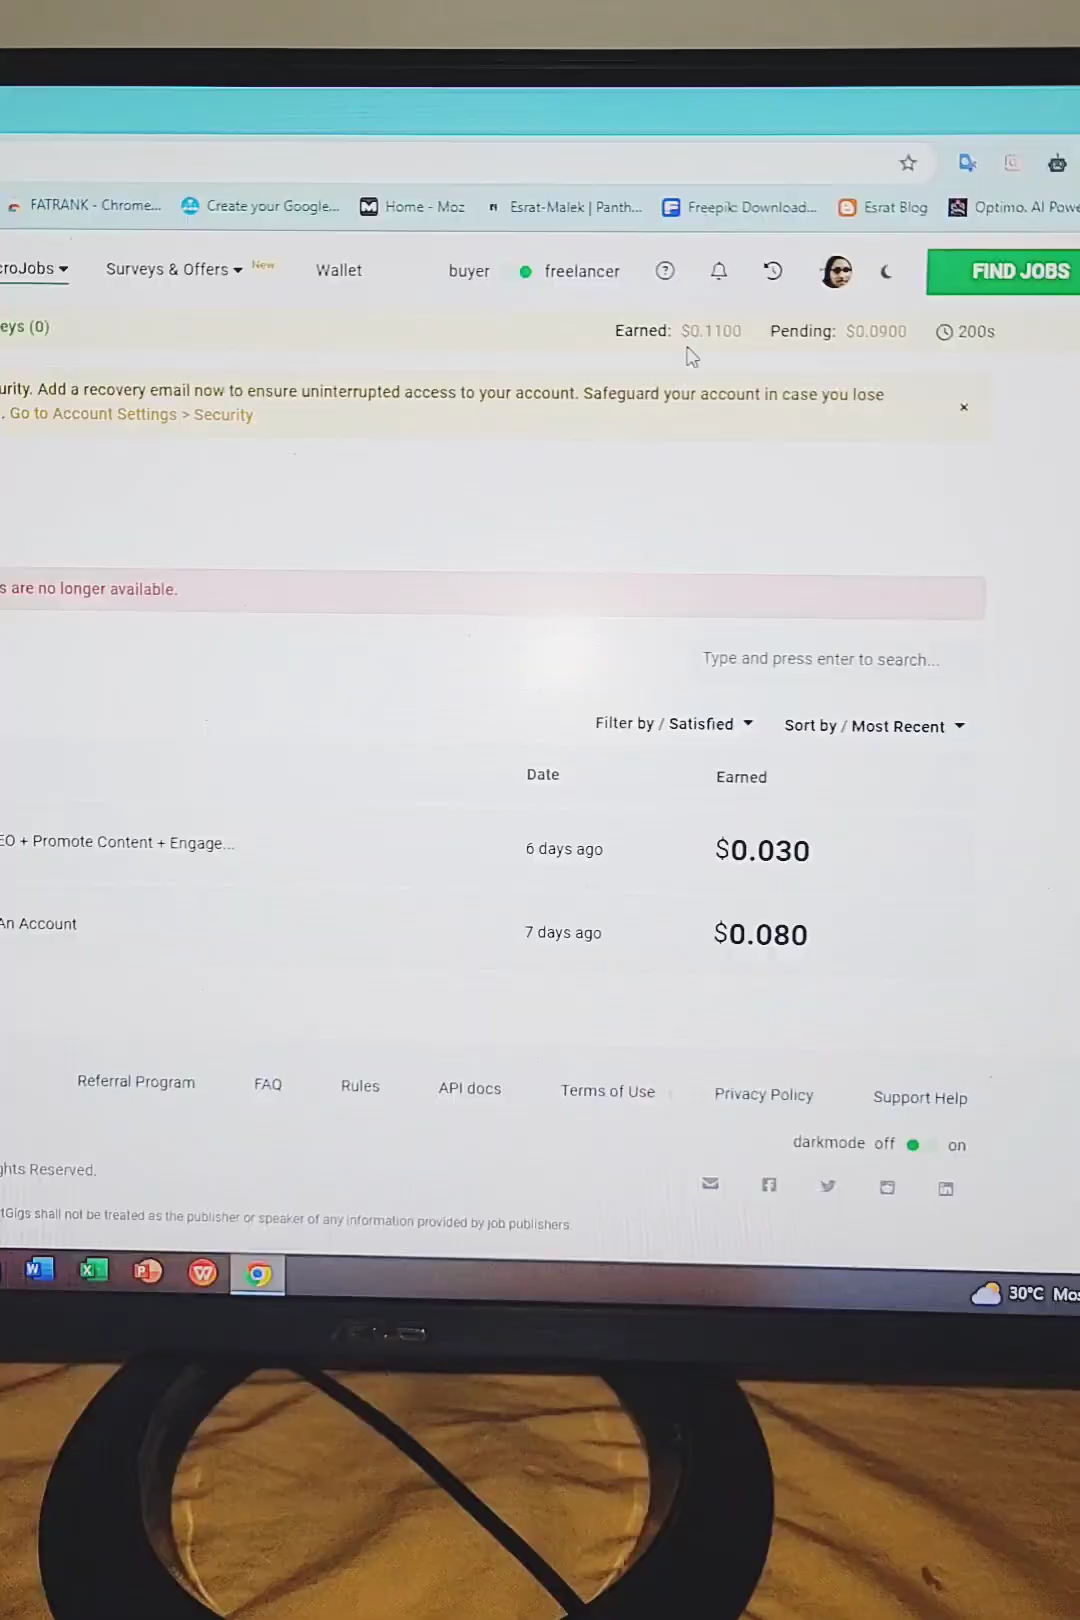 FATRANK - Chrome... Create your Google... Home - Moz Esrat-Malek | Panth... Freepik: Download... Esrat Blog Optimo. AI Powe
croJobs Surveys & Offers New Wallet buyer freelancer FIND JOBS
eys (0) Earned: $0.1100 Pending: $0.0900 200s
urity. Add a recovery email now to ensure uninterrupted access to your account. Safeguard your account in case you lose
. Go to Account Settings > Security
s are no longer available.
Type and press enter to search...
Filter by / Satisfied Sort by / Most Recent
Date Earned
EO + Promote Content + Engage... 6 days ago $0.030
An Account 7 days ago $0.080
Referral Program FAQ Rules API docs Terms of Use Privacy Policy Support Help
darkmode off on
ghts Reserved.
tGigs shall not be treated as the publisher or speaker of any information provided by job publishers.
30°C Mos